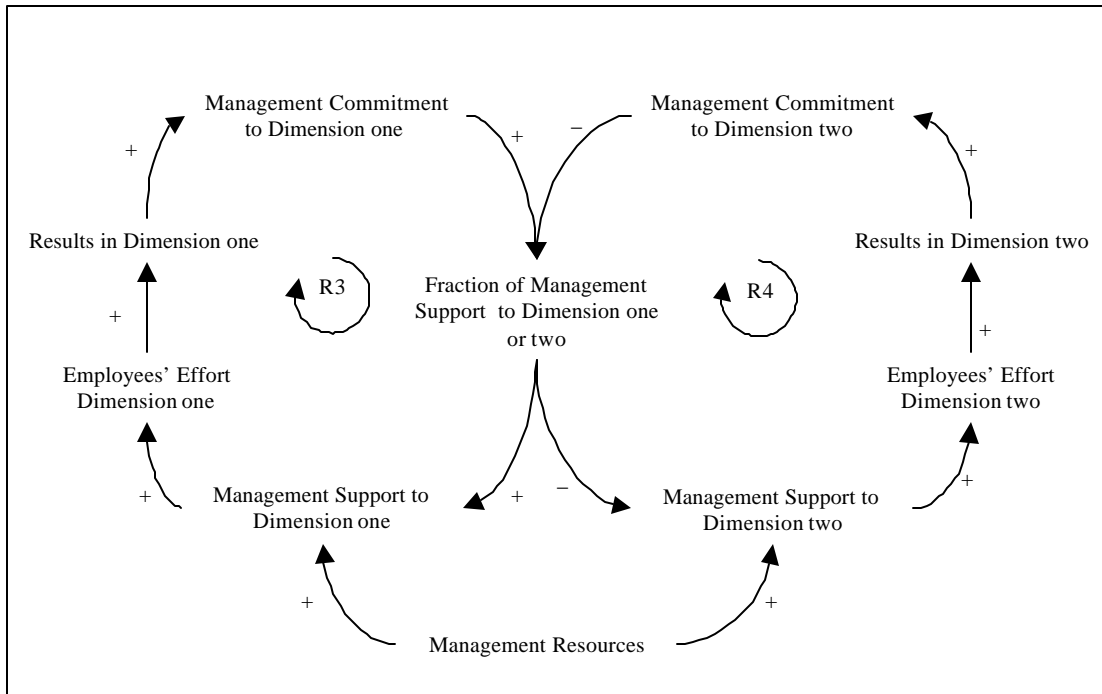 Management Commitment
to Dimension one
Management Commitment
to Dimension two
+
+
−
+
Results in Dimension one
Results in Dimension two
R3
Fraction of Management
Support to Dimension one
or two
R4
+
+
Employees’ Effort
Dimension one
Employees’ Effort
Dimension two
+
Management Support to
Dimension one
+
−
Management Support to
Dimension two
+
+
Management Resources
+